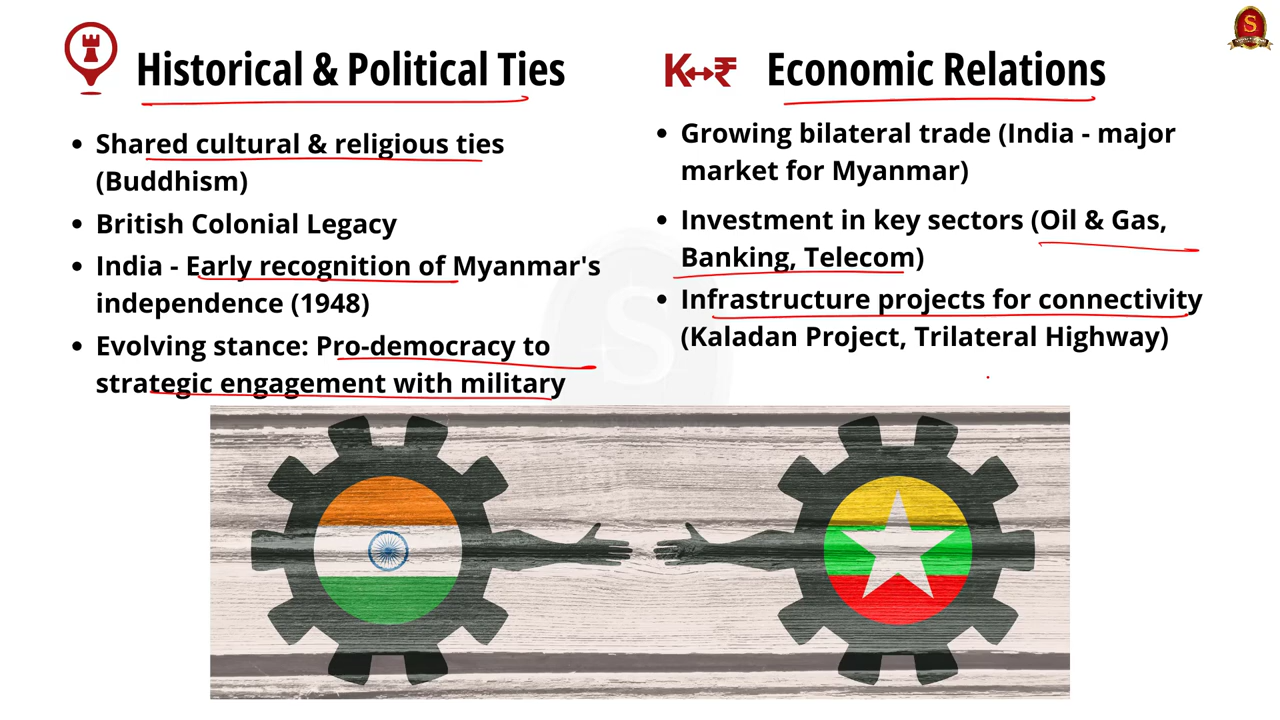 Historical & Political Ties
Shared cultural & religious ties
(Buddhism)
British Colonial Legacy
India - Early recognition of Myanmar's
independence (1948)
Evolving stance: Pro-democracy to
strategic engagement with military
K↔₹ Economic Relations
Growing bilateral trade (India - major
market for Myanmar)
Investment in key sectors (Oil & Gas,
Banking, Telecom)
Infrastructure projects for connectivity
(Kaladan Project, Trilateral Highway)
S
S